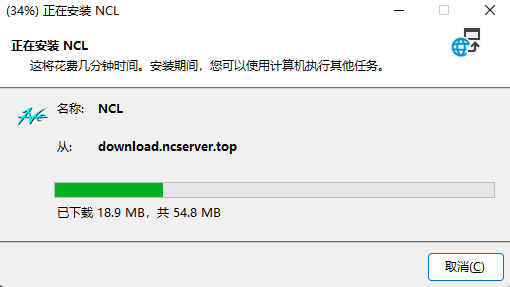 (34%) 正在安装 NCL
正在安装 NCL
这将花费几分钟时间。安装期间，您可以使用计算机执行其他任务。
名称: NCL
从: download.ncserver.top
已下载 18.9 MB，共 54.8 MB
取消(C)